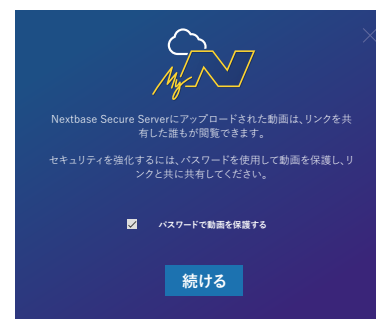 My N
Nextbase Secure Serverにアップロードされた動画は、リンクを共
有した誰もが閲覧できます。
セキュリティを強化するには、パスワードを使用して動画を保護し、リ
ンクと共に共有してください。
パスワードで動画を保護する
続ける